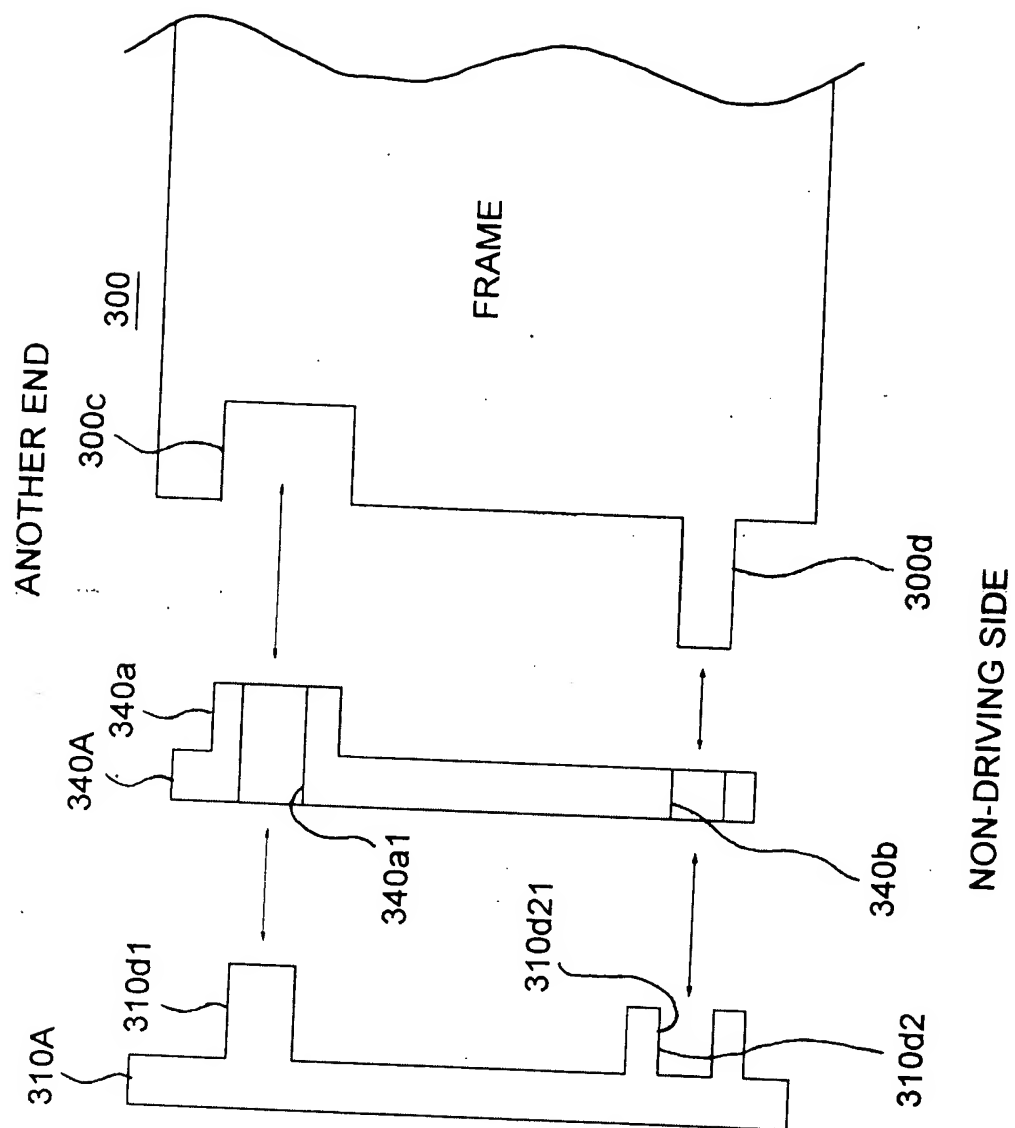 ANOTHER END
300
300c
FRAME
340A
340a
340a1
300d
340b
310A
310d1
310d21
310d2
NON-DRIVING SIDE